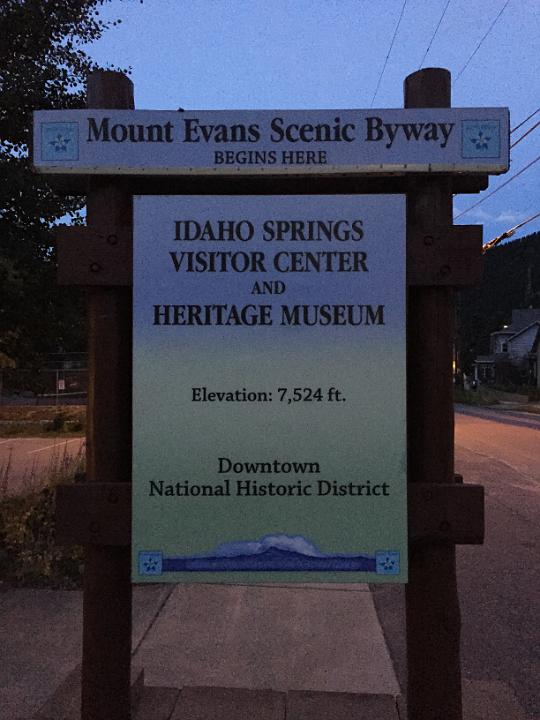 Mount Evans Scenic Byway
BEGINS HERE
IDAHO SPRINGS
VISITOR CENTER
AND
HERITAGE MUSEUM
Elevation: 7,524 ft.
Downtown
National Historic District